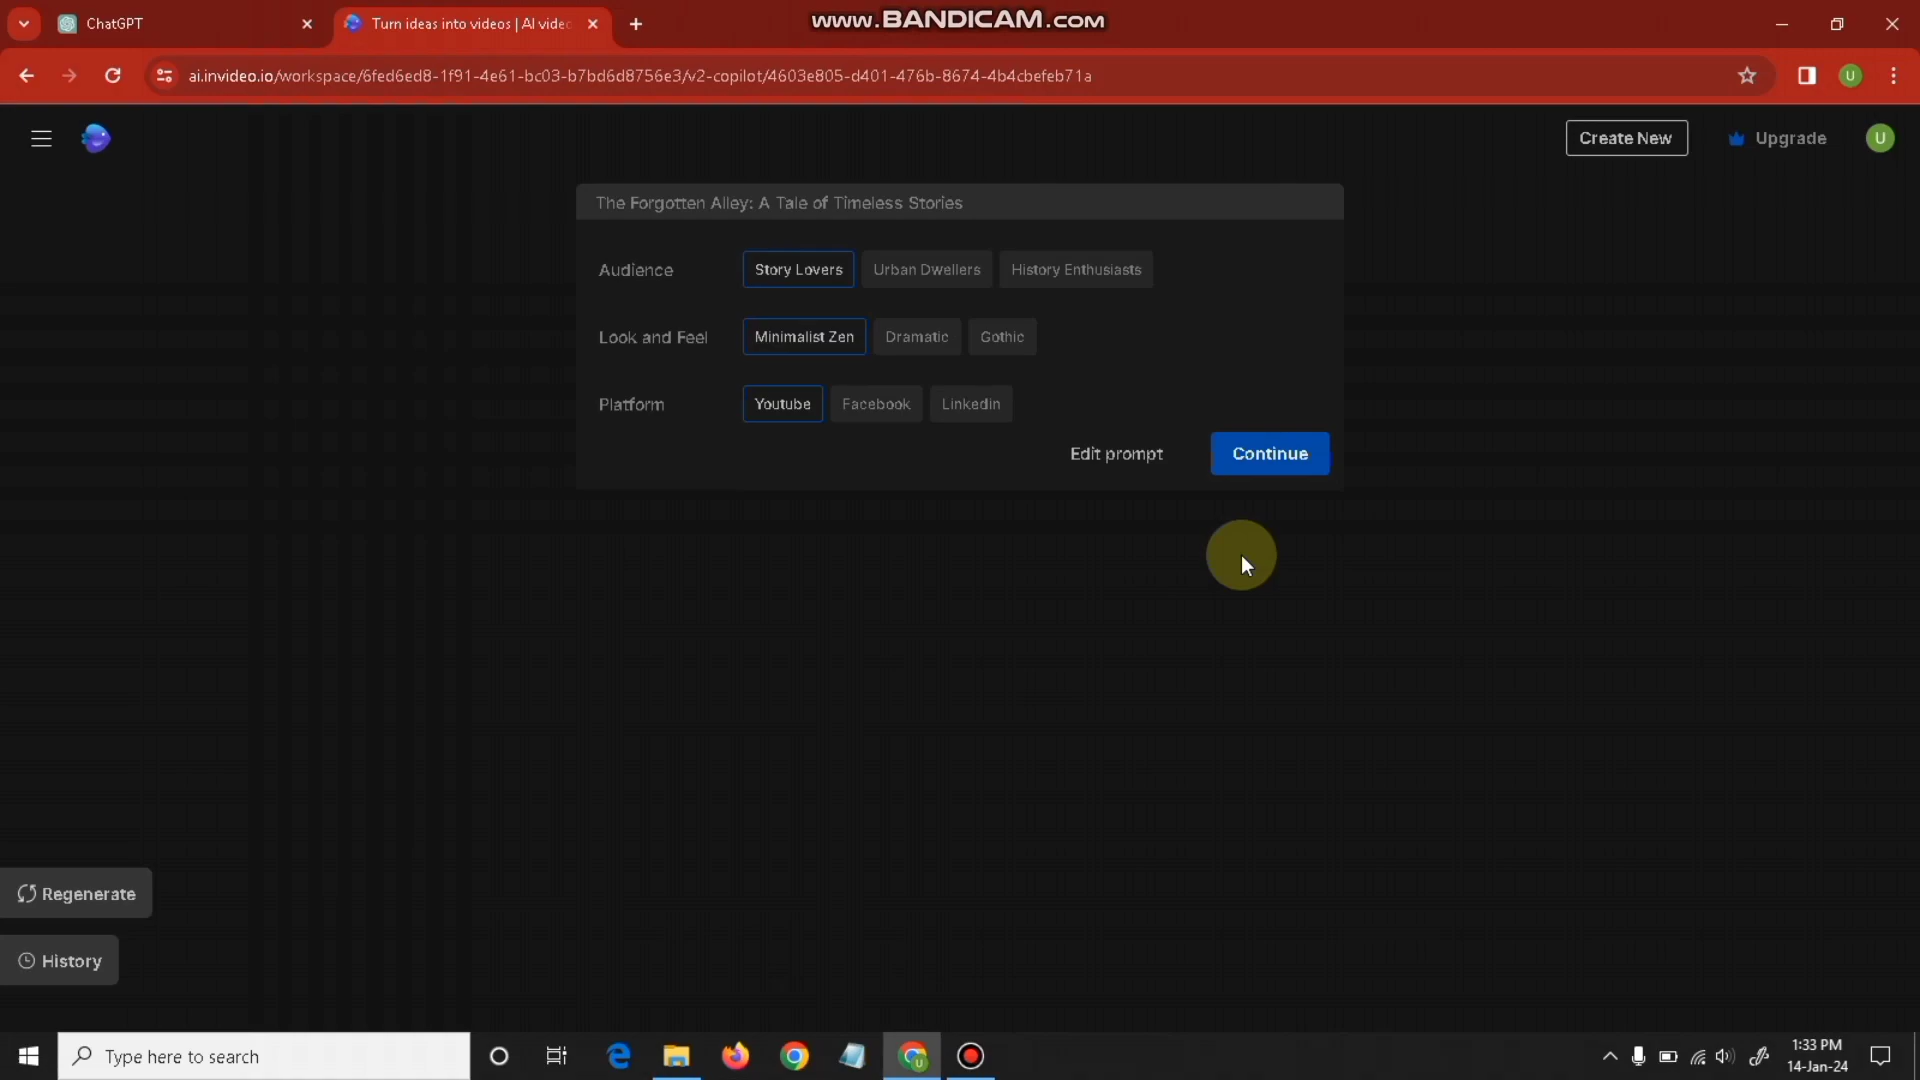 ChatGPT
Turn ideas into videos | AI video
www.BANDICAM.com
ai.invideo.io/workspace/6fed6ed8-1f91-4e61-bc03-b7bd6d8756e3/v2-copilot/4603e805-d401-476b-8674-4b4cbefeb71a
U
Create New
Upgrade
U
The Forgotten Alley: A Tale of Timeless Stories
Audience
Story Lovers
Urban Dwellers
History Enthusiasts
Look and Feel
Minimalist Zen
Dramatic
Gothic
Platform
Youtube
Facebook
Linkedin
Edit prompt
Continue
Regenerate
History
Type here to search
U
1:33 PM
14-Jan-24